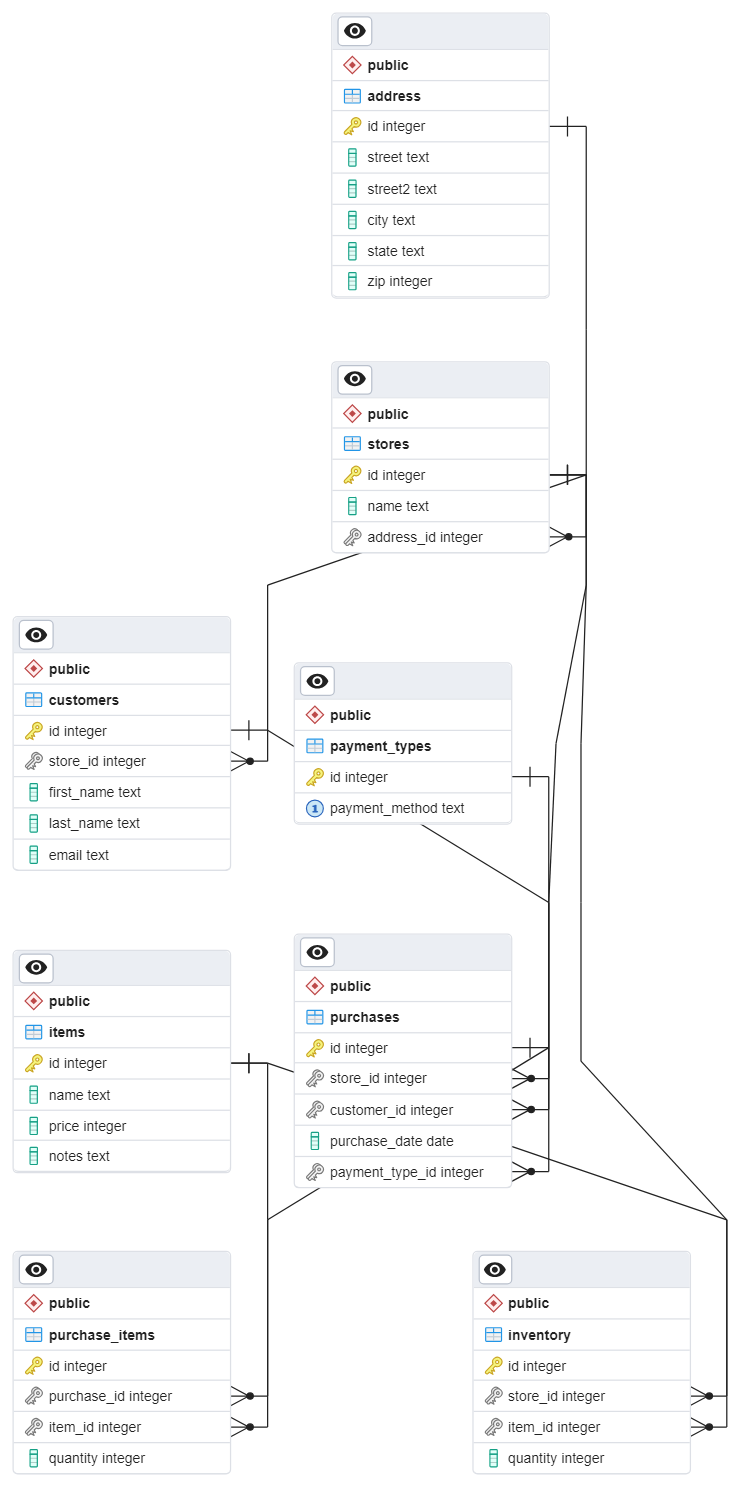 public
address
id integer
street text
street2 text
city text
state text
zip integer
public
stores
id integer
name text
address_id integer
public
customers
id integer
store_id integer
first_name text
last_name text
email text
public
payment_types
id integer
1 payment_method text
public
items
id integer
name text
price integer
notes text
public
purchases
id integer
store_id integer
customer_id integer
purchase_date date
payment_type_id integer
public
purchase_items
id integer
purchase_id integer
item_id integer
quantity integer
public
inventory
id integer
store_id integer
item_id integer
quantity integer